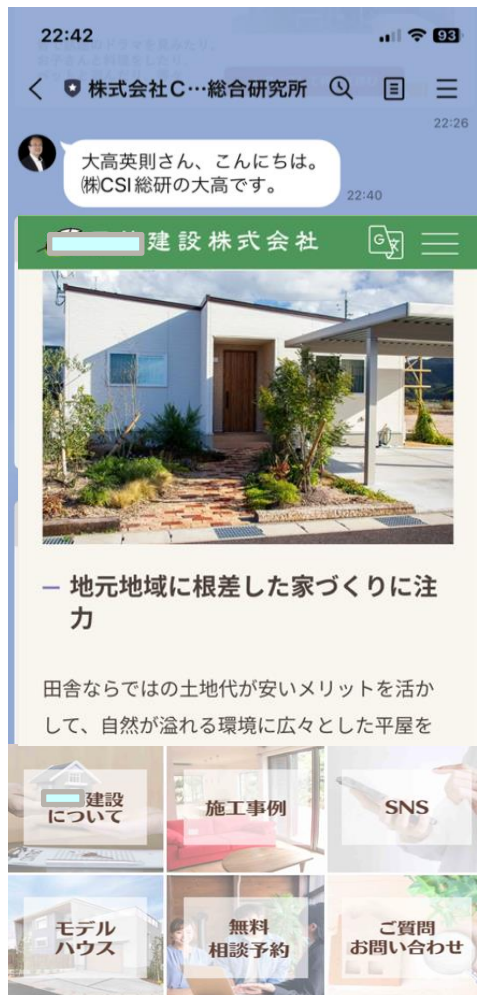 22:42
93
株式会社C…総合研究所
22:26
大高英則さん、こんにちは。
㈱CSI総研の大高です。
22:40
建設株式会社
G
地元地域に根差した家づくりに注
力
田舎ならではの土地代が安いメリットを活か
して、自然が溢れる環境に広々とした平屋を
建設
について
施工事例
SNS
モデル
ハウス
無料
相談予約
ご質問
お問い合わせ